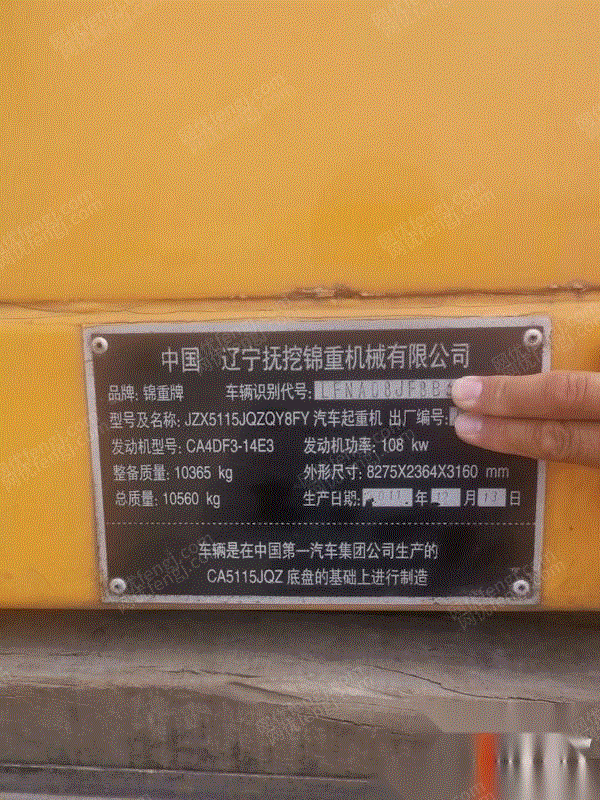 中国 辽宁抚挖锦重机械有限公司
品牌: 锦重牌 车辆识别代号: LFNAD8JF8B
型号及名称: JZX5115JQZQY8FY 汽车起重机 出厂编号:
发动机型号: CA4DF3-14E3 发动机功率: 108 kw
整备质量: 10365 kg 外形尺寸: 8275X2364X3160 mm
总质量: 10560 kg 生产日期: 2011 年 12 月 13 日
车辆是在中国第一汽车集团公司生产的
CA5115JQZ 底盘的基础上进行制造